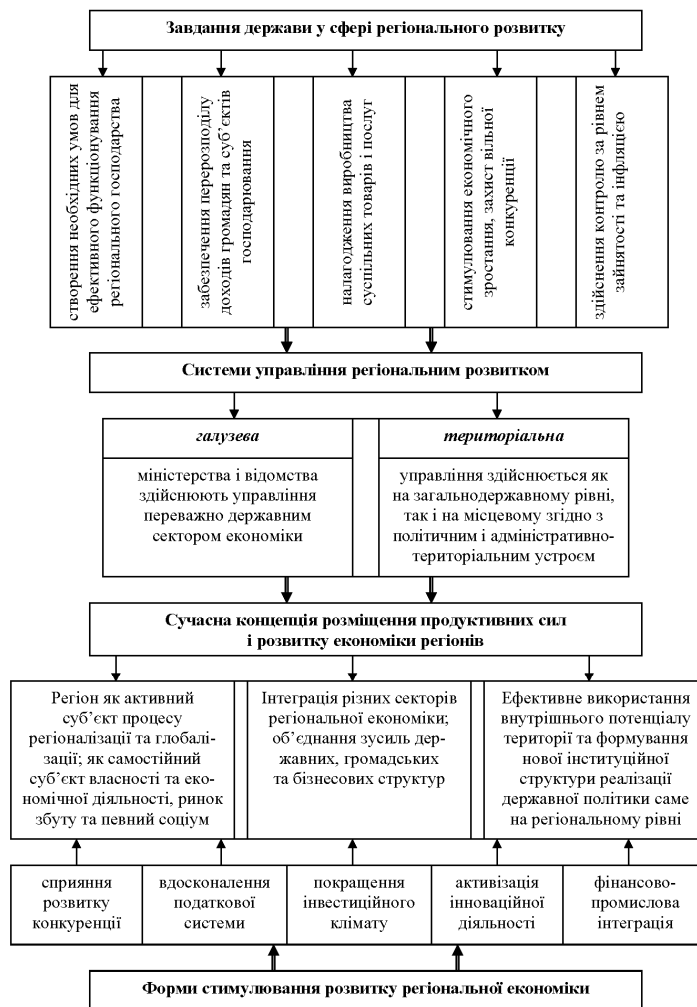 Завдання держави у сфері регіонального розвитку
створення необхідних умов для
ефективного функціонування
регіонального господарства
забезпечення перерозподілу
доходів громадян та суб’єктів
господарювання
налагодження виробництва
суспільних товарів і послуг
стимулювання економічного
зростання, захист вільної
конкуренції
здійснення контролю за рівнем
зайнятості та інфляцією
Системи управління регіональним розвитком
галузева
міністерства і відомства
здійснюють управління
переважно державним
сектором економіки
територіальна
управління здійснюється як
на загальнодержавному рівні,
так і на місцевому згідно з
політичним і адміністративно-
територіальним устроєм
Сучасна концепція розміщення продуктивних сил
і розвитку економіки регіонів
Регіон як активний
суб’єкт процесу
регіоналізації та глобалі-
зації; як самостійний
суб’єкт власності та еко-
номічної діяльності, ринок
збуту та певний соціум
Інтеграція різних секторів
регіональної економіки;
об’єднання зусиль дер-
жавних, громадських
та бізнесових структур
Ефективне використання
внутрішнього потенціалу
території та формування
нової інституційної
структури реалізації
державної політики саме
на регіональному рівні
сприяння
розвитку
конкуренції
вдосконалення
податкової
системи
покращення
інвестиційного
клімату
активізація
інноваційної
діяльності
фінансово-
промислова
інтеграція
Форми стимулювання розвитку регіональної економіки